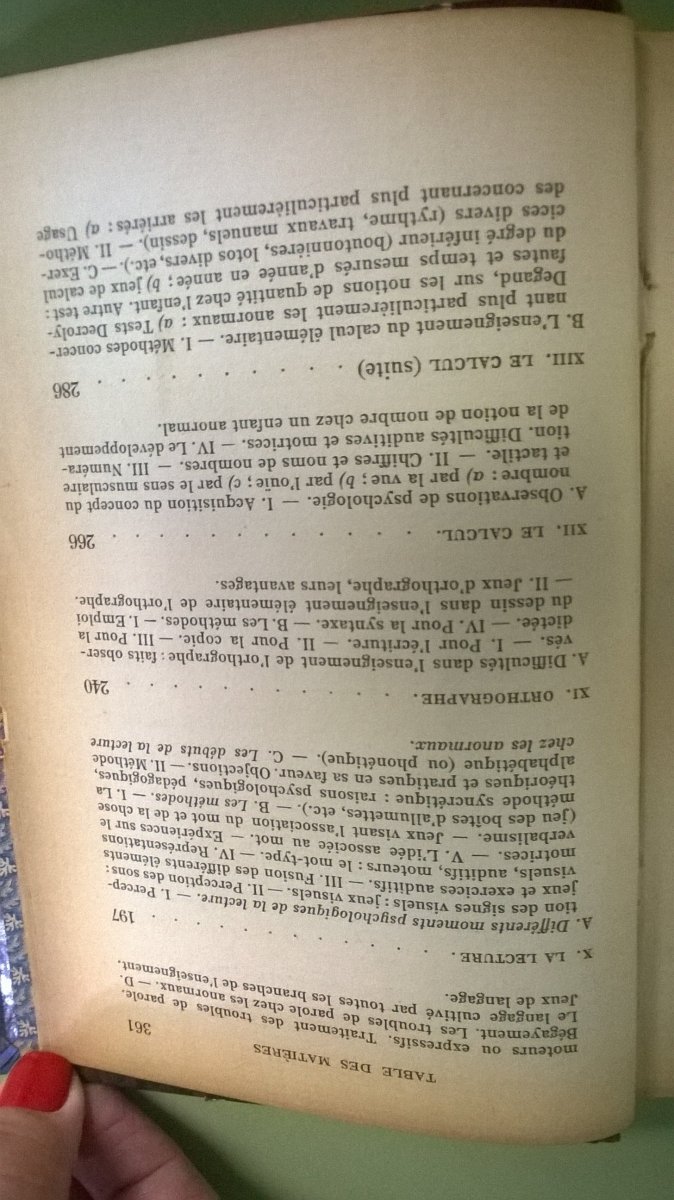 TABLE DES MATIÈRES 361
moteurs ou expressifs. Traitement des troubles de parole.
Bégayement. Les troubles de parole chez les anormaux. — D.
Le langage cultivé par toutes les branches de l'enseignement.
Jeux de langage.
X. LA LECTURE . . . . . . . . . . 197
A. Différents moments psychologiques de la lecture. — I. Percep-
tion des signes visuels : jeux visuels. — II. Perception des sons :
jeux et exercices auditifs. — III. Fusion des différents éléments
visuels, auditifs, moteurs : le mot-type. — IV. Représentations
motrices. — V. L'idée associée au mot. — Expériences sur le
verbalisme. — Jeux visant l'association du mot et de la chose
(jeu des boîtes d'allumettes, etc.). — B. Les méthodes. — I. La
méthode syncrétique : raisons psychologiques, pédagogiques,
théoriques et pratiques en sa faveur. Objections. — II. Méthode
alphabétique (ou phonétique). — C. Les débuts de la lecture
chez les anormaux.
XI. ORTHOGRAPHE . . . . . . . . . . 240
A. Difficultés dans l'enseignement de l'orthographe : faits obser-
vés. — I. Pour l'écriture. — II. Pour la copie. — III. Pour la
dictée. — IV. Pour la syntaxe. — B. Les méthodes. — I. Emploi
du dessin dans l'enseignement élémentaire de l'orthographe.
— II. Jeux d'orthographe, leurs avantages.
XII. LE CALCUL . . . . . . . . . . 266
A. Observations de psychologie. — I. Acquisition du concept du
nombre : a) par la vue ; b) par l'ouïe ; c) par le sens musculaire
et tactile. — II. Chiffres et noms de nombres. — III. Numéra-
tion. Difficultés auditives et motrices. — IV. Le développement
de la notion de nombre chez un enfant anormal.
XIII. LE CALCUL (suite) . . . . . . . . . . 286
B. L'enseignement du calcul élémentaire. — I. Méthodes concer-
nant plus particulièrement les anormaux : a) Tests Decroly-
Degand, sur les notions de quantité chez l'enfant. Autre test :
fautes et temps mesurés d'année en année ; b) jeux de calcul
du degré inférieur (boutonnières, lotos divers, etc.). — C. Exer-
cices divers (rythme, travaux manuels, dessin). — II. Métho-
des concernant plus particulièrement les arriérés : a) Usage